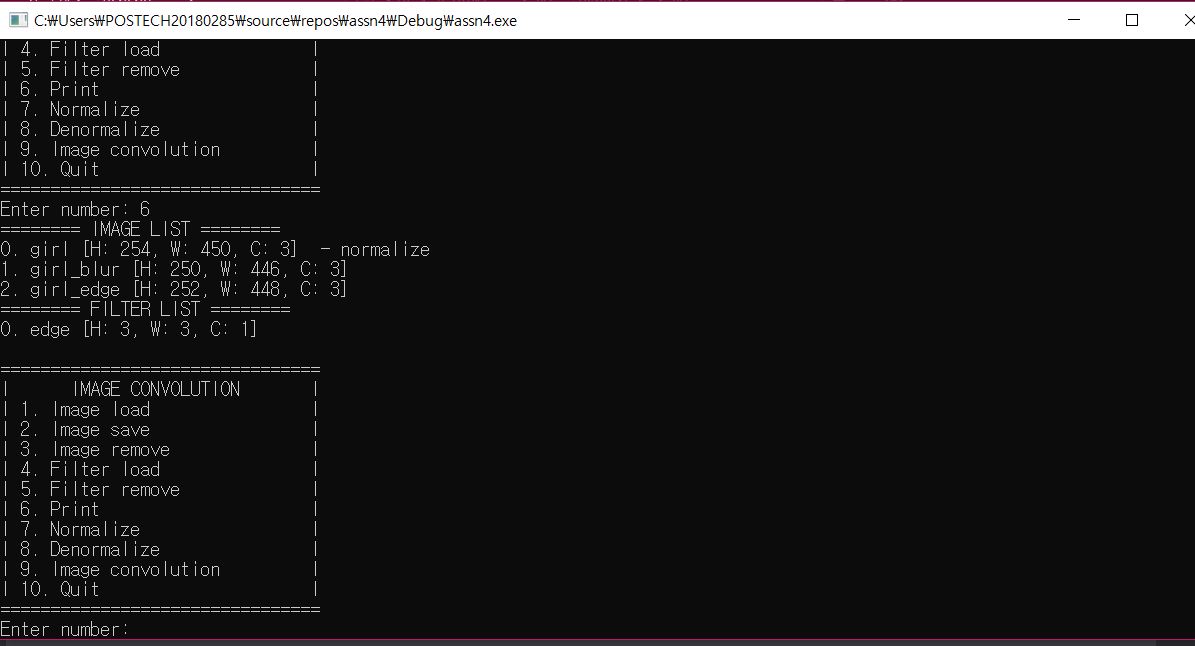 C:₩Users₩POSTECH20180285₩source₩repos₩assn4₩Debug₩assn4.exe
| 4. Filter load |
| 5. Filter remove |
| 6. Print |
| 7. Normalize |
| 8. Denormalize |
| 9. Image convolution |
| 10. Quit |
================================
Enter number: 6
======== IMAGE LIST ========
0. girl [H: 254, W: 450, C: 3]  - normalize
1. girl_blur [H: 250, W: 446, C: 3]
2. girl_edge [H: 252, W: 448, C: 3]
======== FILTER LIST ========
0. edge [H: 3, W: 3, C: 1]
================================
| IMAGE CONVOLUTION |
| 1. Image load |
| 2. Image save |
| 3. Image remove |
| 4. Filter load |
| 5. Filter remove |
| 6. Print |
| 7. Normalize |
| 8. Denormalize |
| 9. Image convolution |
| 10. Quit |
================================
Enter number: